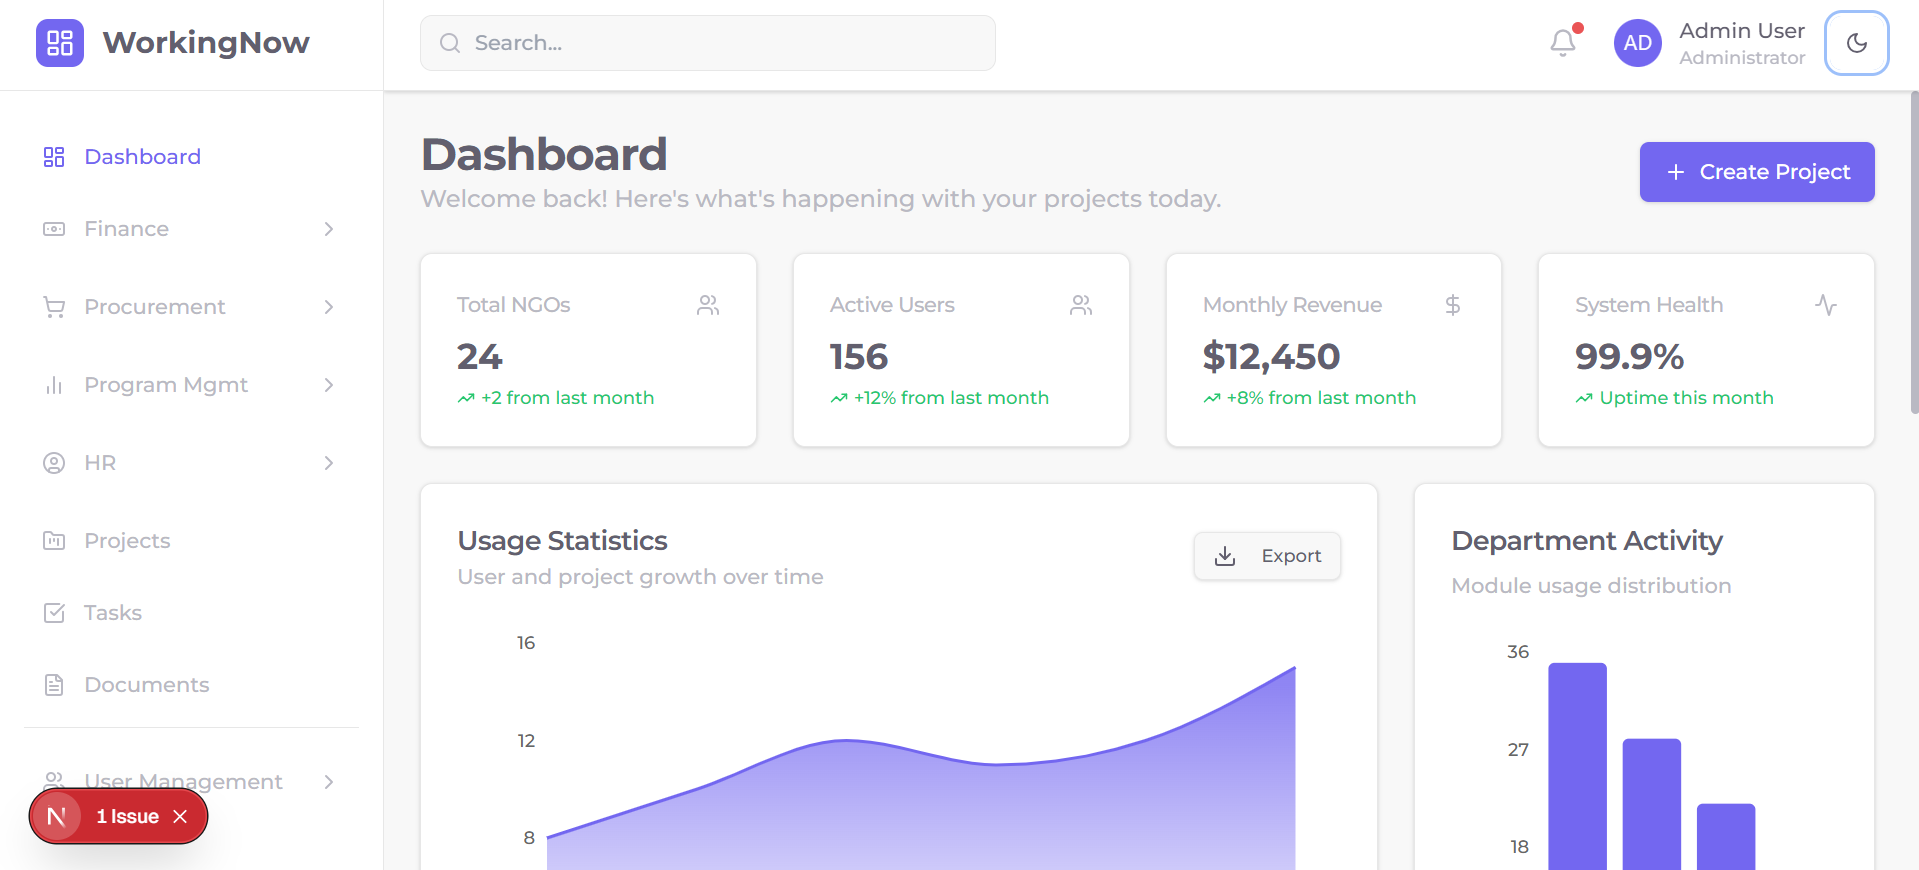 WorkingNow
Search...
AD
Admin User
Administrator
Dashboard
Finance
Procurement
Program Mgmt
HR
Projects
Tasks
Documents
User Management
N
1 Issue
Dashboard
Welcome back! Here's what's happening with your projects today.
Create Project
Total NGOs
24
+2 from last month
Active Users
156
+12% from last month
Monthly Revenue
$12,450
+8% from last month
System Health
99.9%
Uptime this month
Usage Statistics
User and project growth over time
Export
16
12
8
Department Activity
Module usage distribution
36
27
18